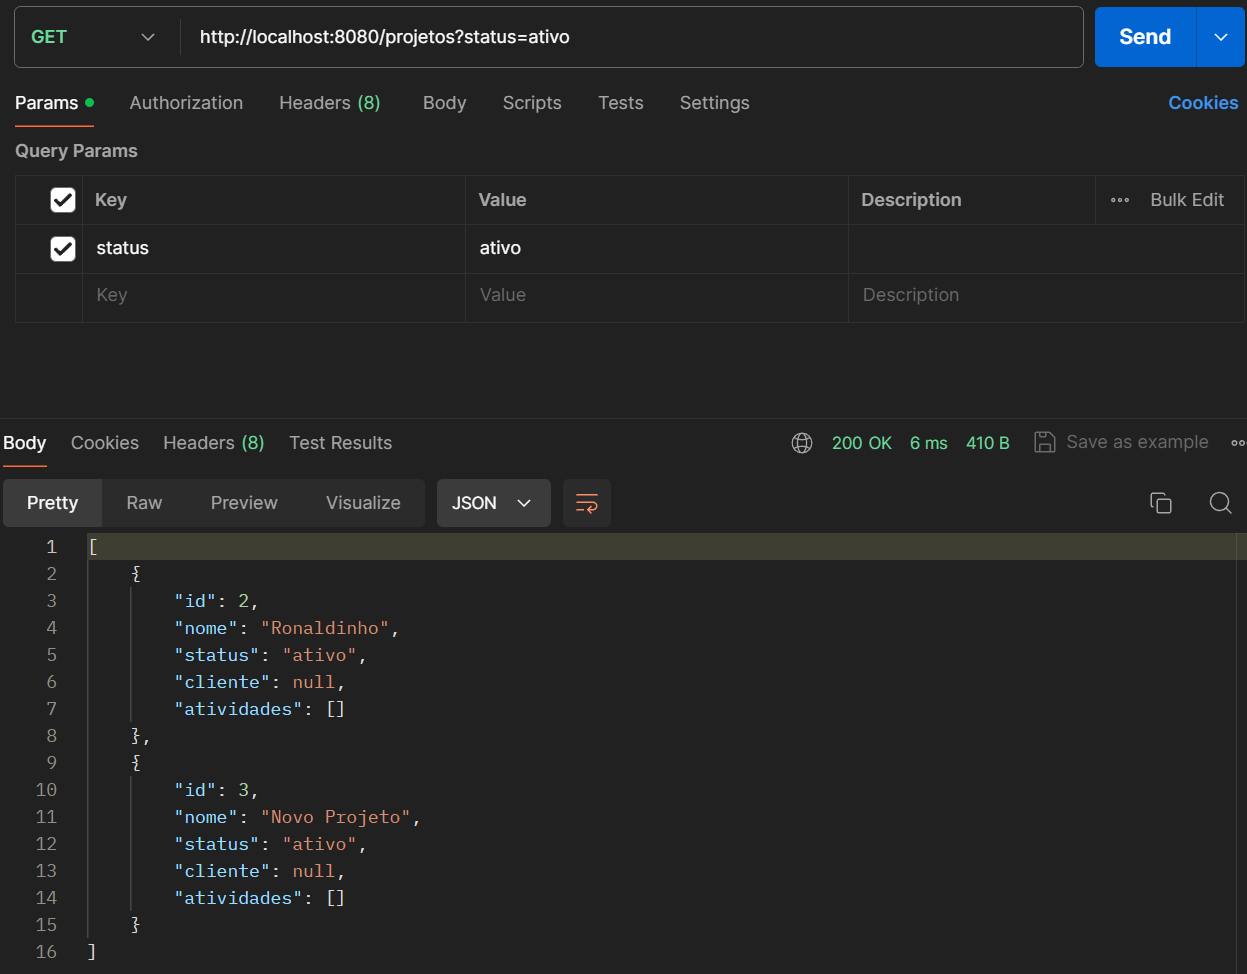 GET http://localhost:8080/projetos?status=ativo Send
Params Authorization Headers (8) Body Scripts Tests Settings Cookies
Query Params
Key Value Description Bulk Edit
status ativo
Key Value Description
Body Cookies Headers (8) Test Results 200 OK 6 ms 410 B Save as example
Pretty Raw Preview Visualize JSON
1 [
2 {
3 "id": 2,
4 "nome": "Ronaldinho",
5 "status": "ativo",
6 "cliente": null,
7 "atividades": []
8 },
9 {
10 "id": 3,
11 "nome": "Novo Projeto",
12 "status": "ativo",
13 "cliente": null,
14 "atividades": []
15 }
16 ]